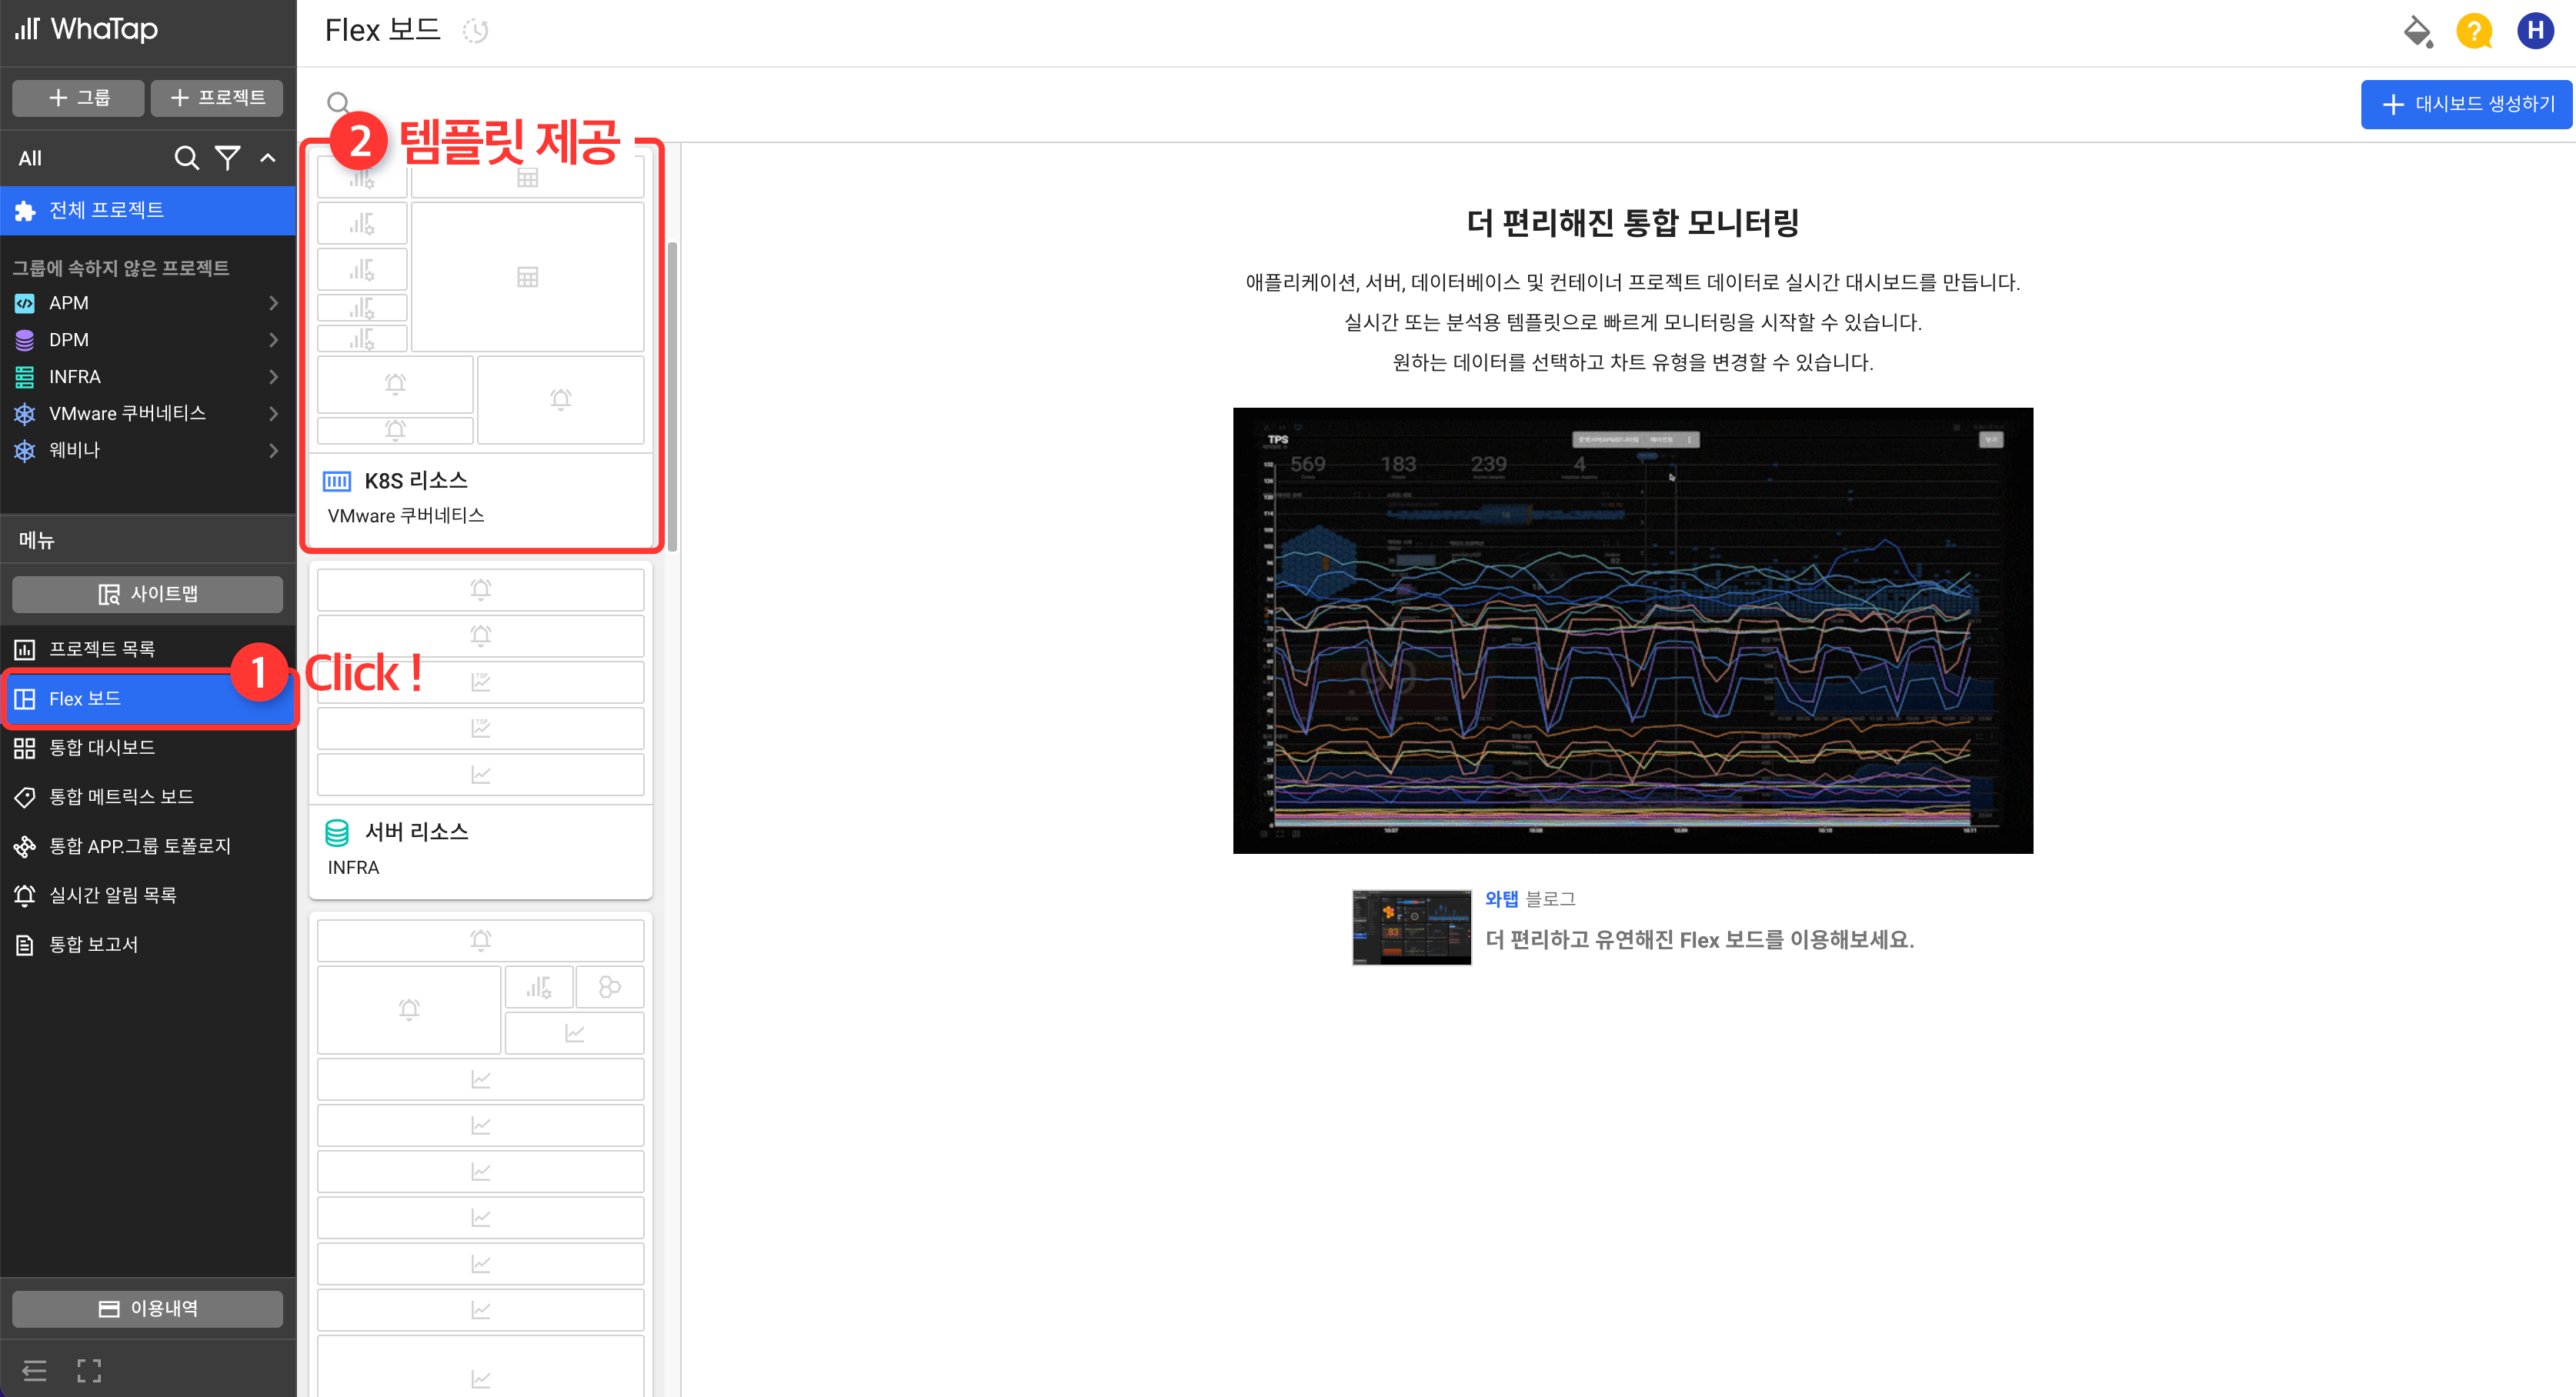 WhaTap
Flex 보드
H
+ 그룹
+ 프로젝트
+ 대시보드 생성하기
All
전체 프로젝트
그룹에 속하지 않은 프로젝트
APM
DPM
INFRA
VMware 쿠버네티스
웨비나
메뉴
사이트맵
프로젝트 목록
1 Click !
Flex 보드
통합 대시보드
통합 메트릭스 보드
통합 APP.그룹 토폴로지
실시간 알림 목록
통합 보고서
이용내역
2 템플릿 제공
K8S 리소스
VMware 쿠버네티스
TOP
TOP
서버 리소스
INFRA
더 편리해진 통합 모니터링
애플리케이션, 서버, 데이터베이스 및 컨테이너 프로젝트 데이터로 실시간 대시보드를 만듭니다.
실시간 또는 분석용 템플릿으로 빠르게 모니터링을 시작할 수 있습니다.
원하는 데이터를 선택하고 차트 유형을 변경할 수 있습니다.
TPS
569 183 239 4
와탭 블로그
더 편리하고 유연해진 Flex 보드를 이용해보세요.